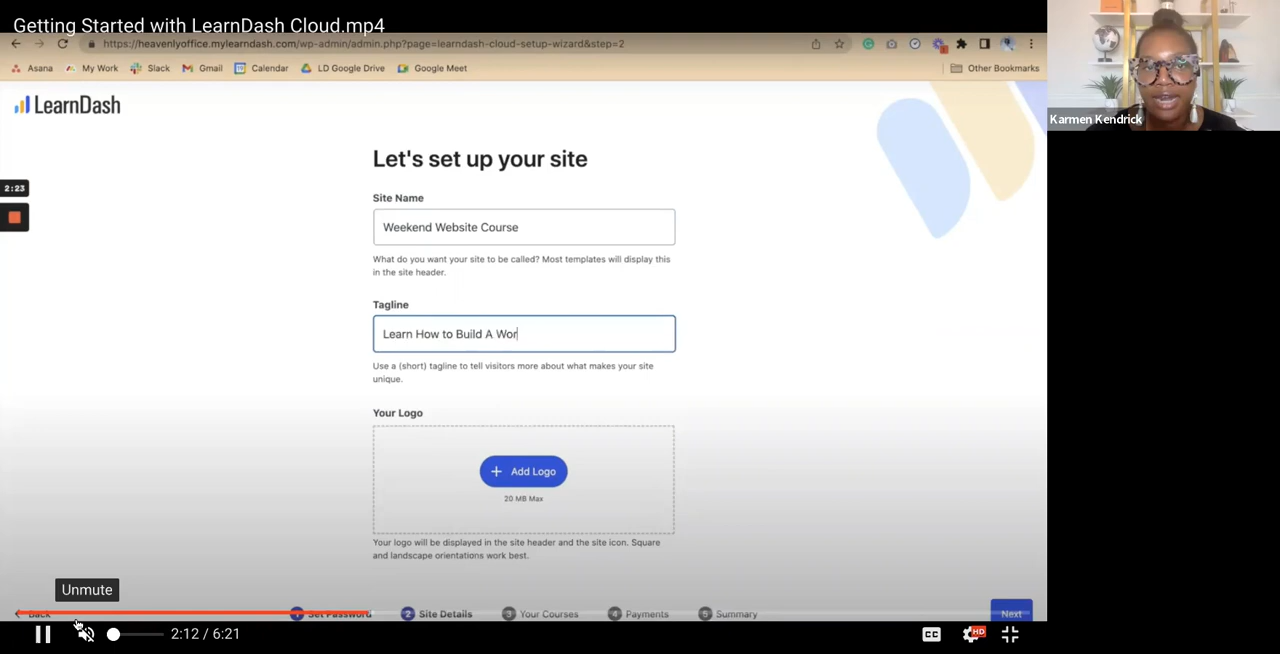 Getting Started with LearnDash Cloud.mp4
https://heavenlyoffice.mylearndash.com/wp-admin/admin.php?page=learndash-cloud-setup-wizard&step=2
Asana My Work Slack Gmail Calendar LD Google Drive Google Meet Other Bookmarks
LearnDash
Karmen Kendrick
Let's set up your site
2:23
Site Name
Weekend Website Course
What do you want your site to be called? Most templates will display this
in the site header.
Tagline
Learn How to Build A Wor
Use a (short) tagline to tell visitors more about what makes your site
unique.
Your Logo
+ Add Logo
20 MB Max
Your logo will be displayed in the site header and the site icon. Square
and landscape orientations work best.
Unmute
Back 1 Set Password 2 Site Details 3 Your Courses 4 Payments 5 Summary Next
2:12 / 6:21 CC HD